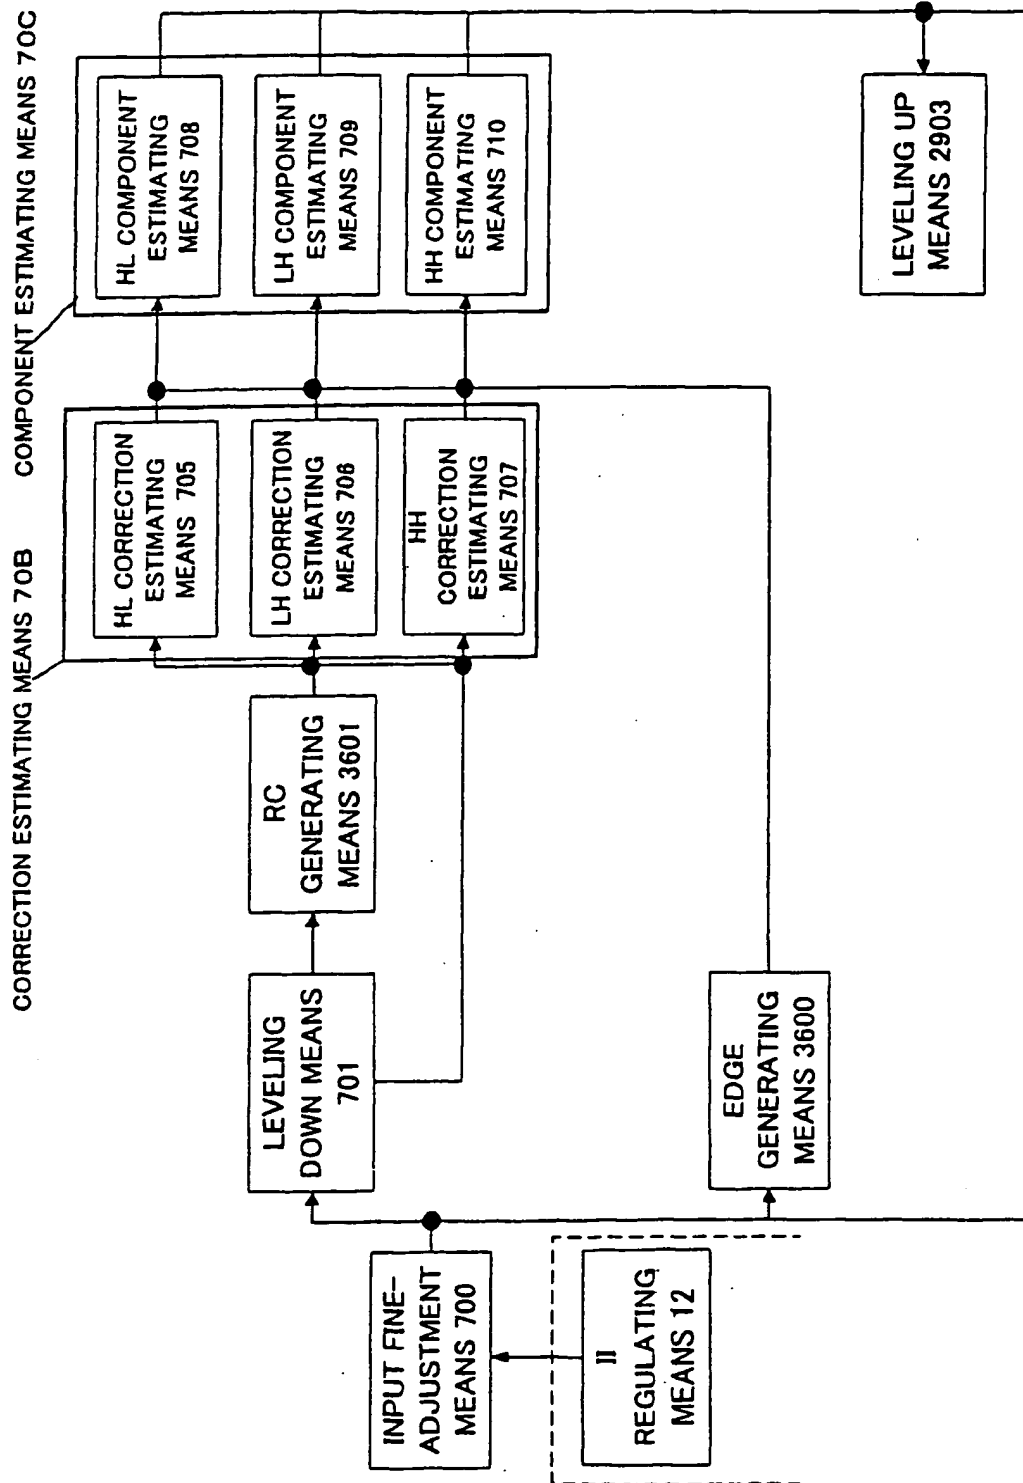 CORRECTION ESTIMATING MEANS 70B
COMPONENT ESTIMATING MEANS 70C
INPUT FINE-
ADJUSTMENT
MEANS 700
II
REGULATING
MEANS 12
LEVELING
DOWN MEANS
701
RC
GENERATING
MEANS 3601
EDGE
GENERATING
MEANS 3600
HL CORRECTION
ESTIMATING
MEANS 705
LH CORRECTION
ESTIMATING
MEANS 706
HH
CORRECTION
ESTIMATING
MEANS 707
HL COMPONENT
ESTIMATING
MEANS 708
LH COMPONENT
ESTIMATING
MEANS 709
HH COMPONENT
ESTIMATING
MEANS 710
LEVELING UP
MEANS 2903